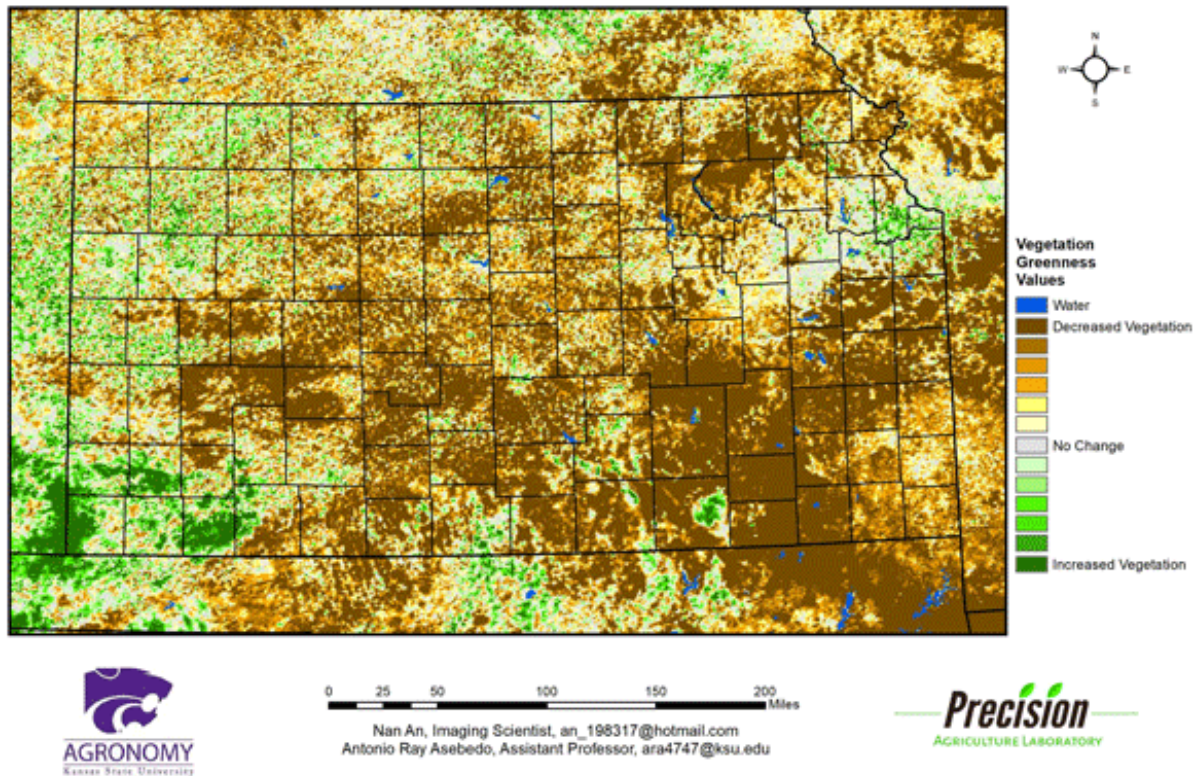 N
W E
S
Vegetation
Greenness
Values
Water
Decreased Vegetation
No Change
Increased Vegetation
0 25 50 100 150 200
Miles
Nan An, Imaging Scientist, an_198317@hotmail.com
Antonio Ray Asebedo, Assistant Professor, ara4747@ksu.edu
AGRONOMY
Kansas State University
Precision
AGRICULTURE LABORATORY